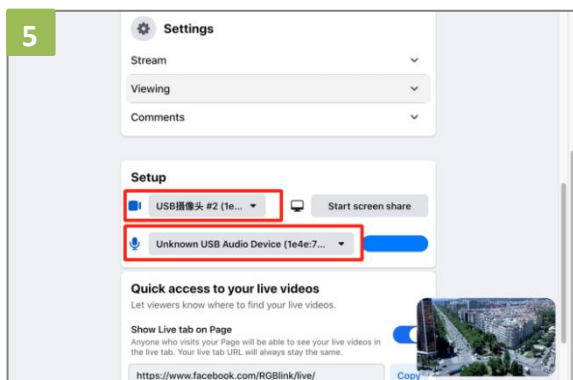 5
Settings
Stream
Viewing
Comments
Setup
USB摄像头 #2 (1e...
Start screen share
Unknown USB Audio Device (1e4e:7...
Quick access to your live videos
Let viewers know where to find your live videos.
Show Live tab on Page
Anyone who visits your Page will be able to see your live videos in
the live tab. Your live tab URL will always stay the same.
https://www.facebook.com/RGBlink/live/
Copy